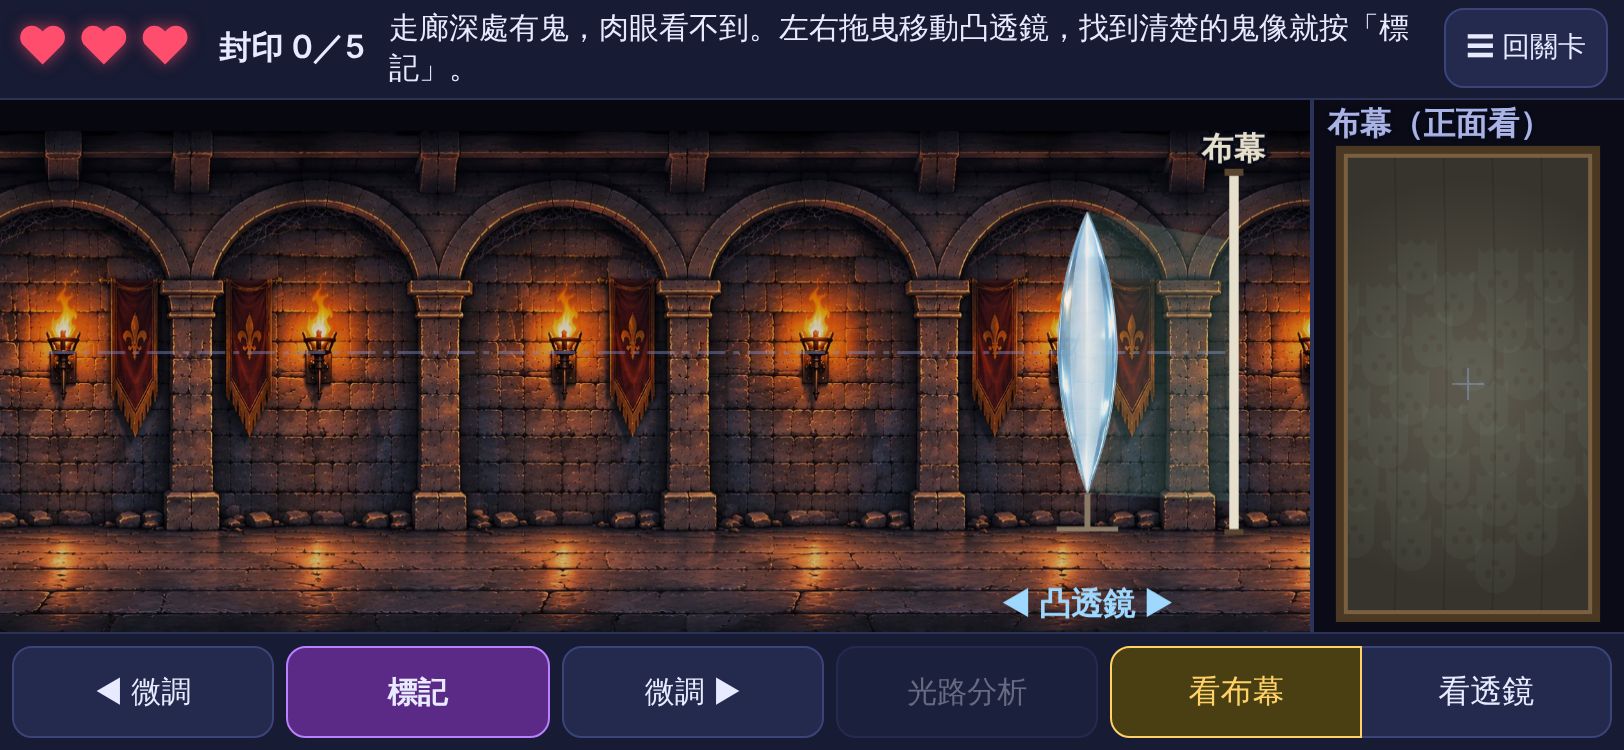 封印 0／5
走廊深處有鬼，肉眼看不到。左右拖曳移動凸透鏡，找到清楚的鬼像就按「標
記」。
☰ 回關卡
布幕（正面看）
布幕
◀ 凸透鏡 ▶
◀ 微調
標記
微調 ▶
光路分析
看布幕
看透鏡